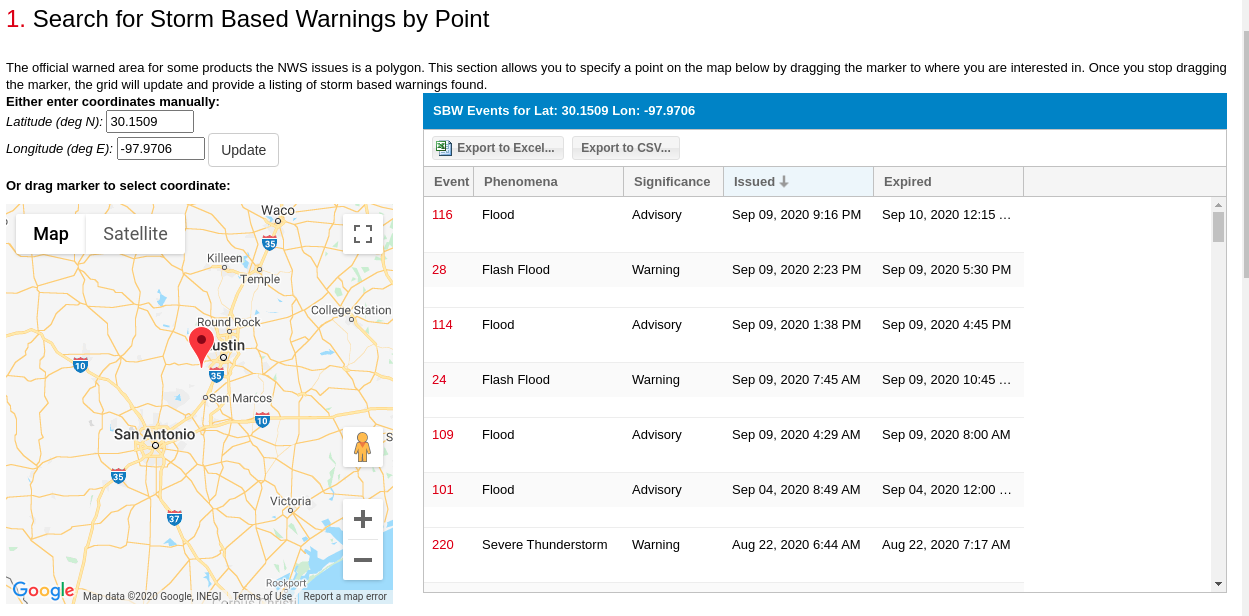 1. Search for Storm Based Warnings by Point
The official warned area for some products the NWS issues is a polygon. This section allows you to specify a point on the map below by dragging the marker to where you are interested in. Once you stop dragging
the marker, the grid will update and provide a listing of storm based warnings found.
Either enter coordinates manually:
Latitude (deg N): 30.1509
Longitude (deg E): -97.9706 Update
Or drag marker to select coordinate:
Map Satellite
Waco
35
Killeen
Temple
College Station
Round Rock
ustin
10
35
San Marcos
10
San Antonio
S
35
Victoria
37
Rockport
Corpus Christi
Google Map data ©2020 Google, INEGI Terms of Use Report a map error
SBW Events for Lat: 30.1509 Lon: -97.9706
Export to Excel... Export to CSV...
Event Phenomena Significance Issued Expired
116 Flood Advisory Sep 09, 2020 9:16 PM Sep 10, 2020 12:15 ...
28 Flash Flood Warning Sep 09, 2020 2:23 PM Sep 09, 2020 5:30 PM
114 Flood Advisory Sep 09, 2020 1:38 PM Sep 09, 2020 4:45 PM
24 Flash Flood Warning Sep 09, 2020 7:45 AM Sep 09, 2020 10:45 ...
109 Flood Advisory Sep 09, 2020 4:29 AM Sep 09, 2020 8:00 AM
101 Flood Advisory Sep 04, 2020 8:49 AM Sep 04, 2020 12:00 ...
220 Severe Thunderstorm Warning Aug 22, 2020 6:44 AM Aug 22, 2020 7:17 AM